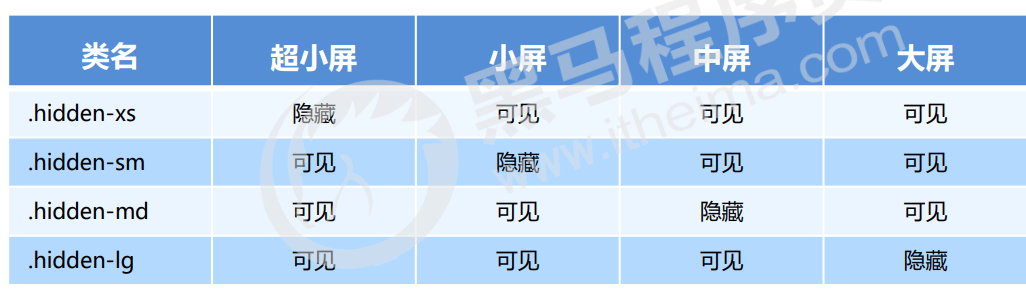 类名 超小屏 小屏 中屏 大屏
.hidden-xs 隐藏 可见 可见 可见
.hidden-sm 可见 隐藏 可见 可见
.hidden-md 可见 可见 隐藏 可见
.hidden-lg 可见 可见 可见 隐藏
黑马程序员
www.itheima.com